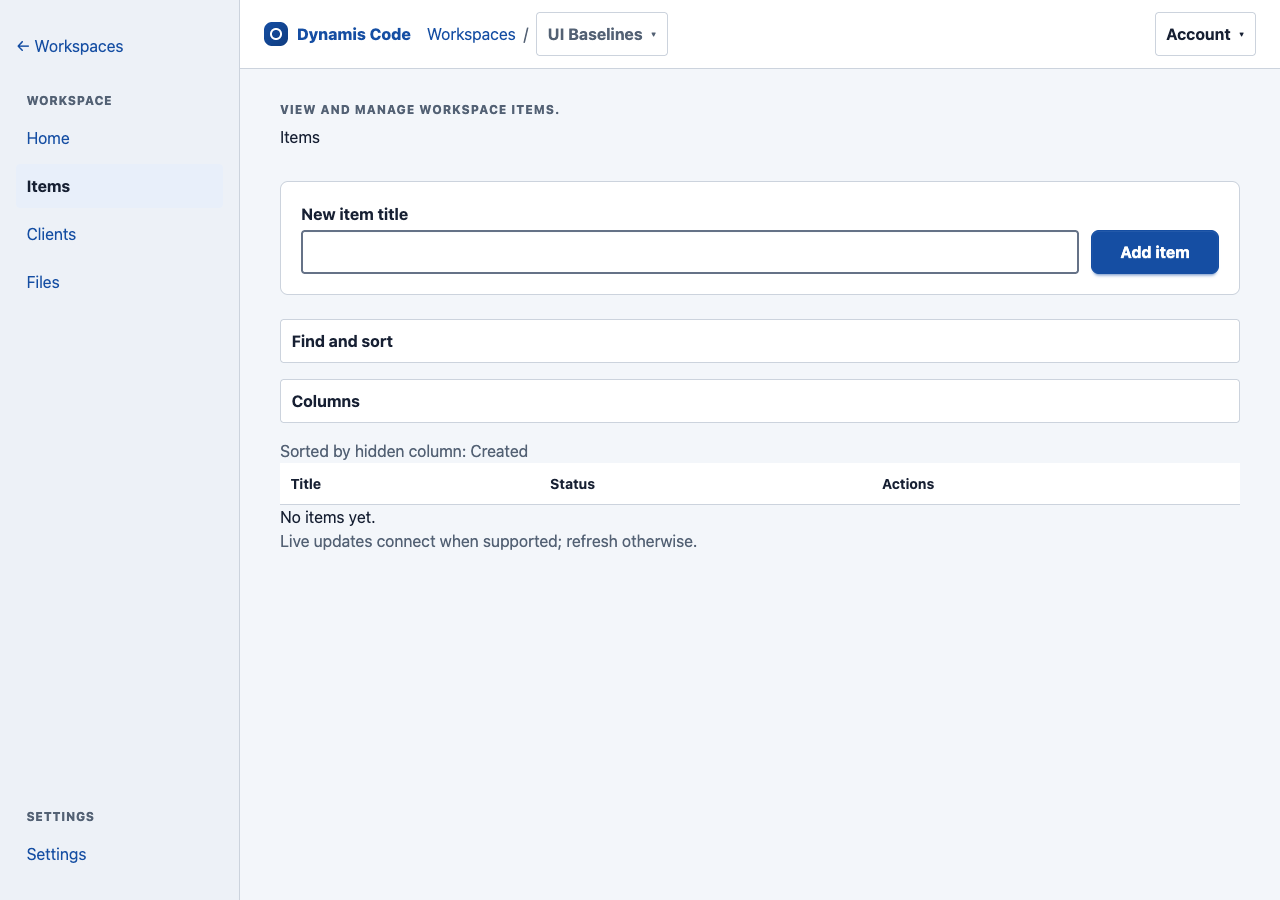 ← Workspaces
WORKSPACE
Home
Items
Clients
Files
SETTINGS
Settings
Dynamis Code Workspaces / UI Baselines ▾
Account ▾
VIEW AND MANAGE WORKSPACE ITEMS.
Items
New item title
Add item
Find and sort
Columns
Sorted by hidden column: Created
Title Status Actions
No items yet.
Live updates connect when supported; refresh otherwise.